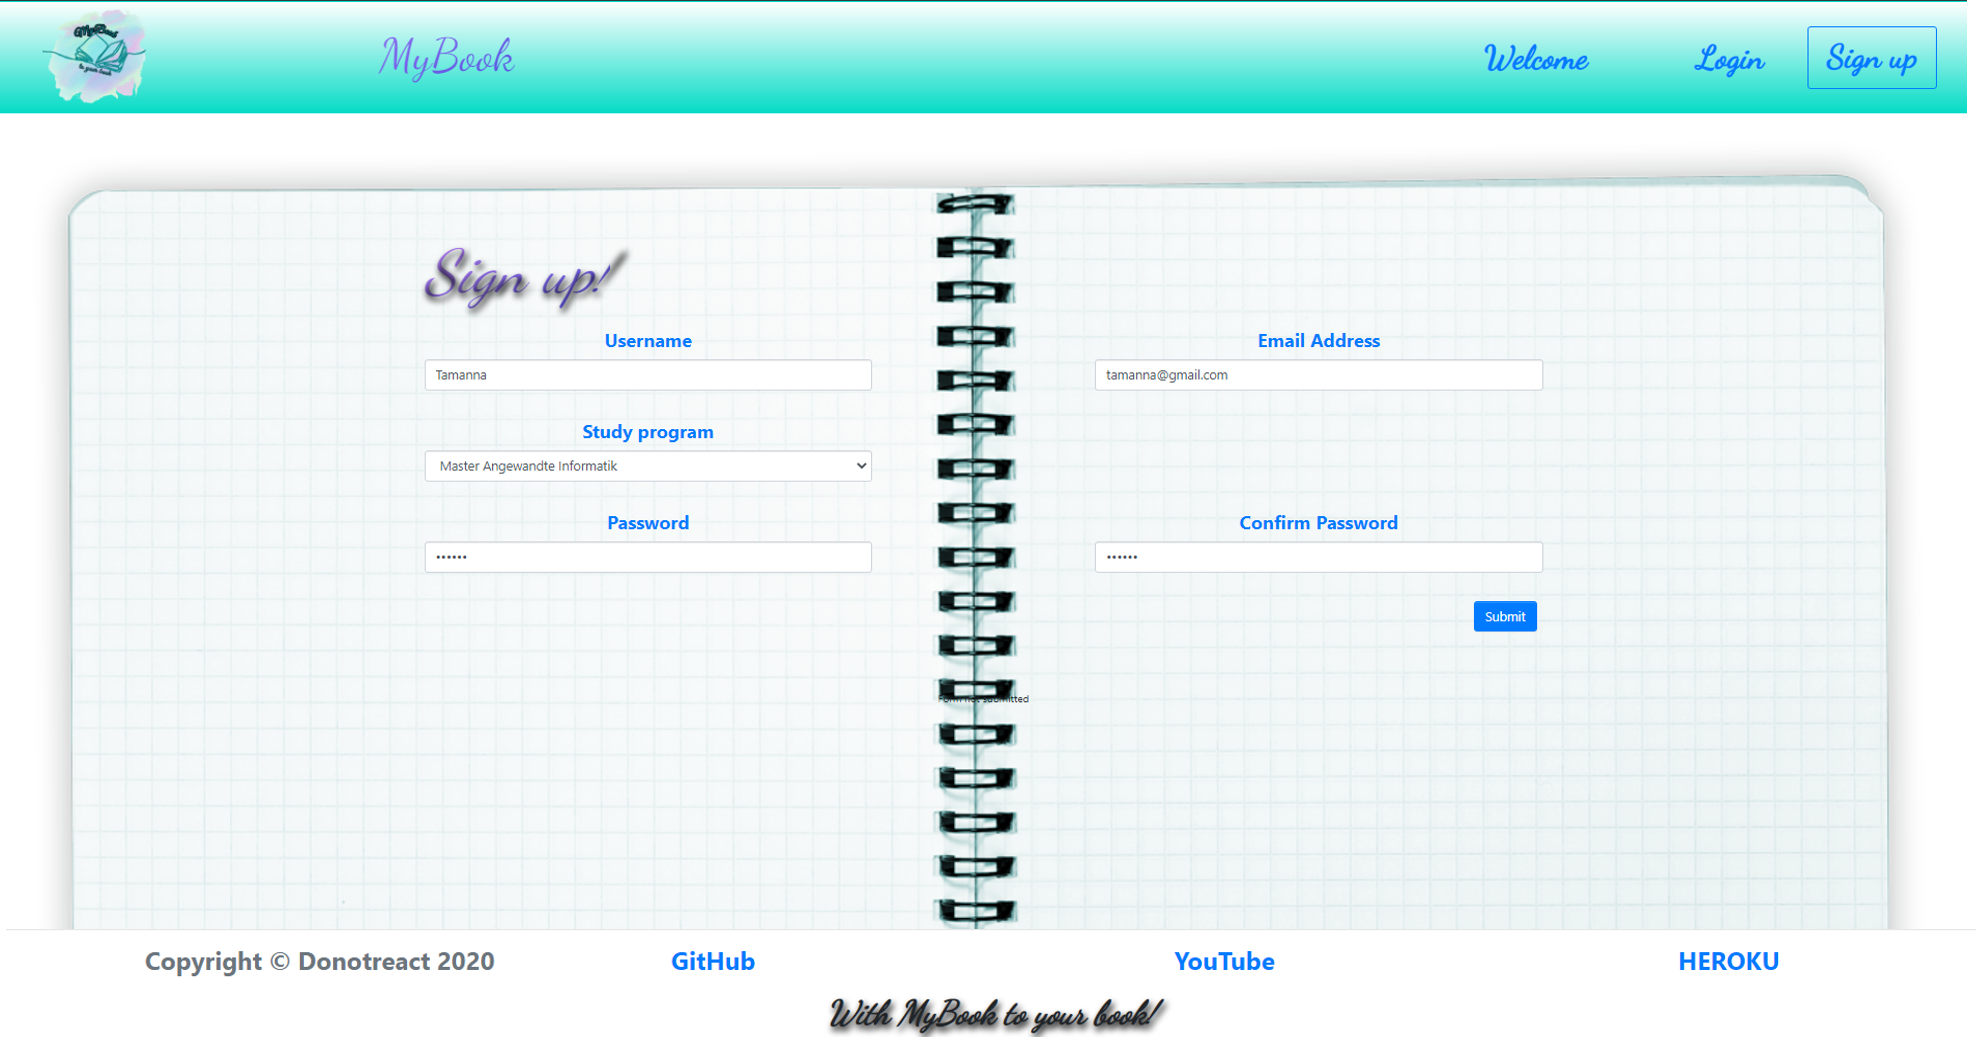 MyBook
Welcome
Login
Sign up
Sign up!
Username
Email Address
Tamanna
tamanna@gmail.com
Study program
Master Angewandte Informatik
Password
Confirm Password
••••••
••••••
Submit
Form not submitted
Copyright © Donotreact 2020
GitHub
YouTube
HEROKU
With MyBook to your book!